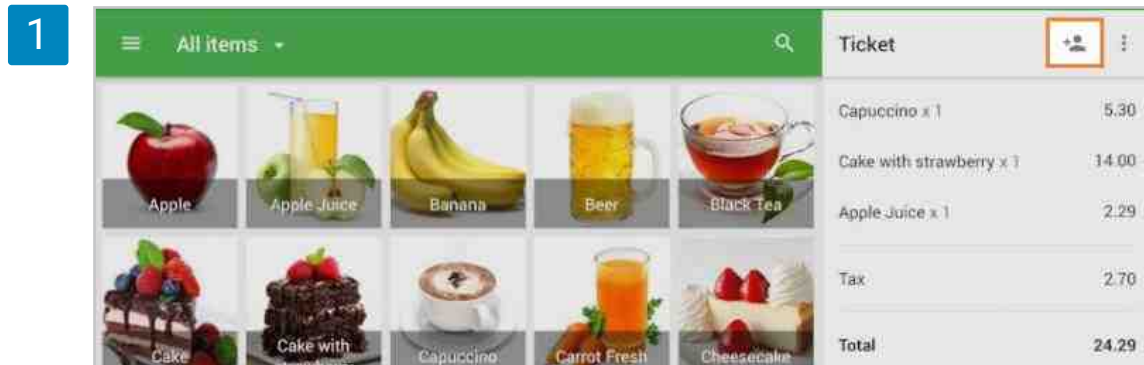 1
All items
Ticket
Capuccino x 1 5.30
Cake with strawberry x 1 14.00
Apple Juice x 1 2.29
Tax 2.70
Total 24.29
Apple
Apple Juice
Banana
Beer
Black Tea
Cake
Cake with
Capuccino
Carrot Fresh
Cheesecake